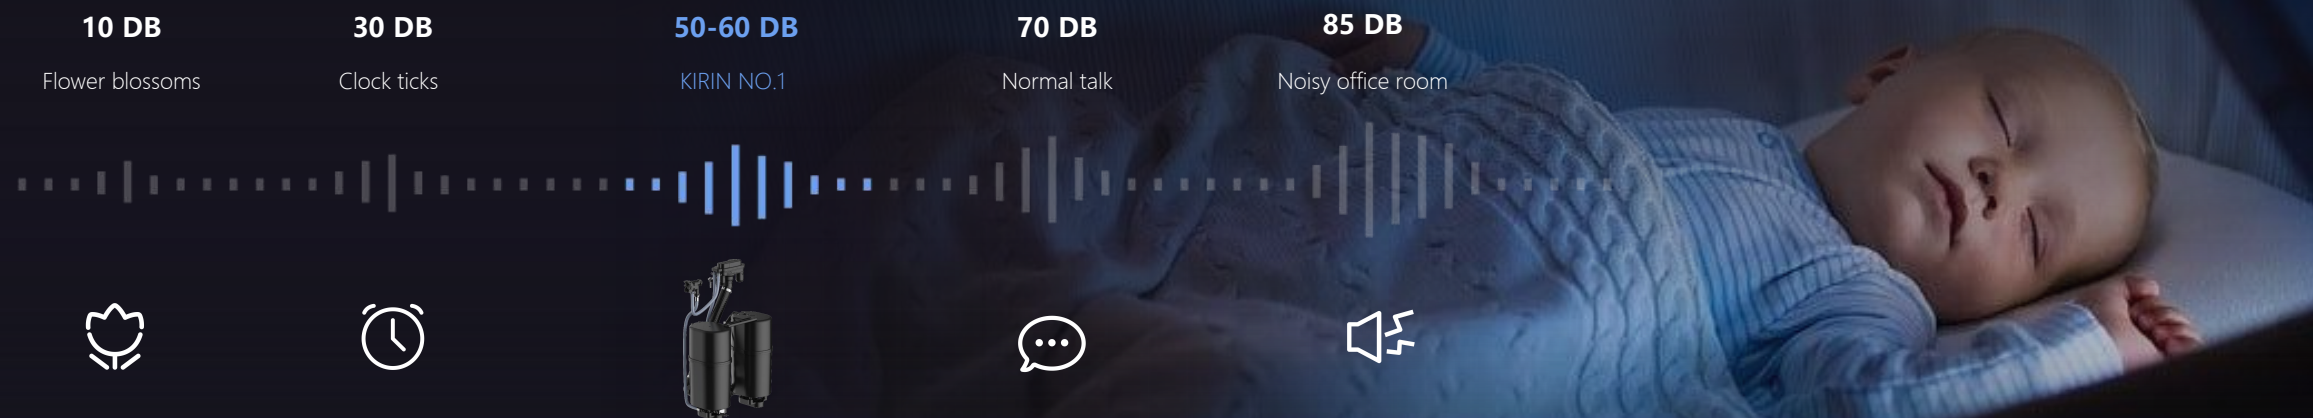 10 DB
Flower blossoms
30 DB
Clock ticks
50-60 DB
KIRIN NO.1
70 DB
Normal talk
85 DB
Noisy office room